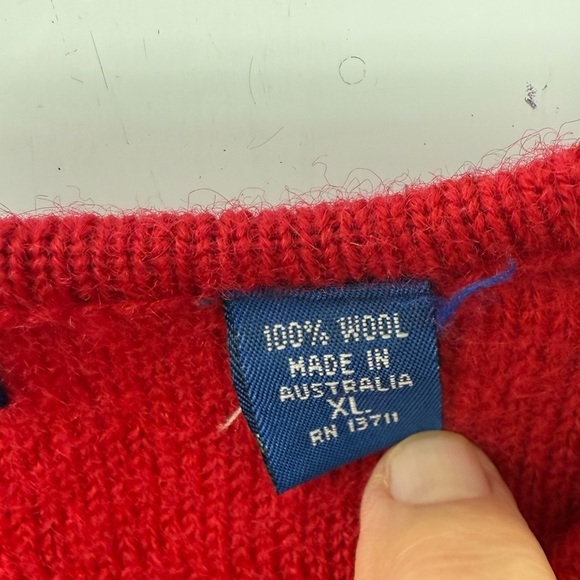 100% WOOL
MADE IN
AUSTRALIA
XL.
RN 13711